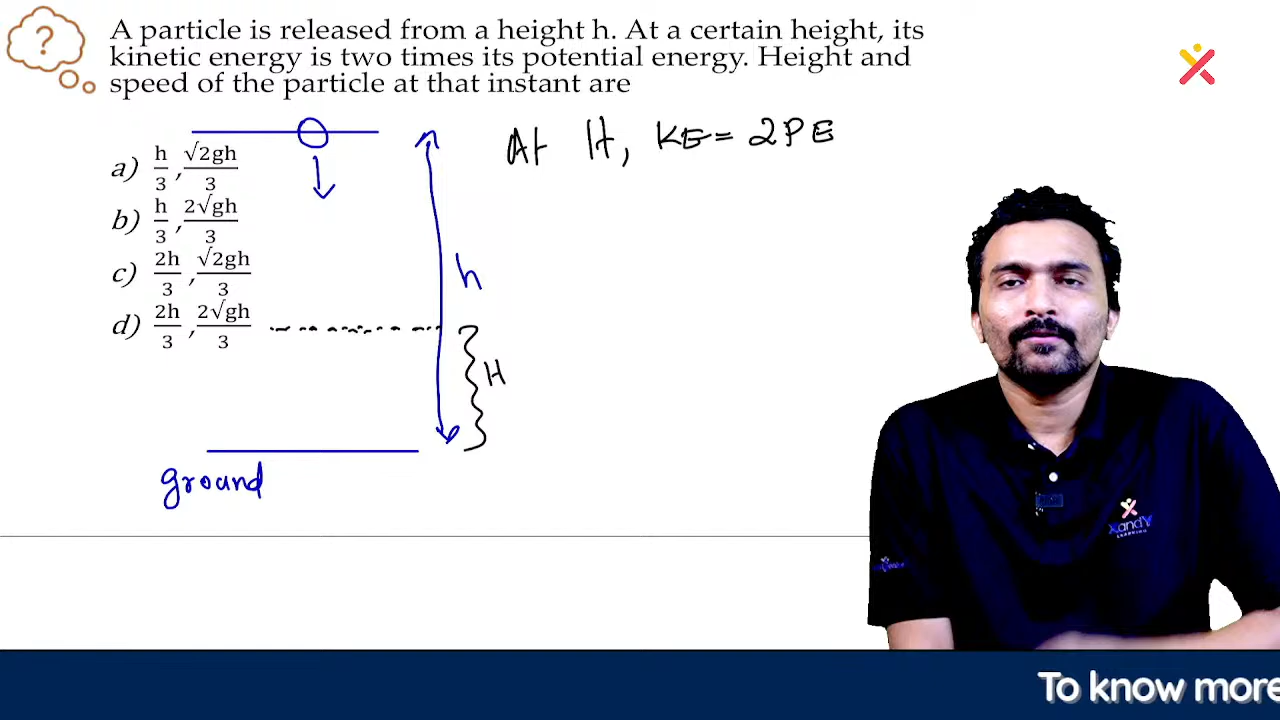 ?
A particle is released from a height h. At a certain height, its
kinetic energy is two times its potential energy. Height and
speed of the particle at that instant are
At H, KE = 2PE
a) h/3 , √2gh/3
b) h/3 , 2√gh/3
c) 2h/3 , √2gh/3
d) 2h/3 , 2√gh/3
h
H
ground
XandY
LEARNING
To know more